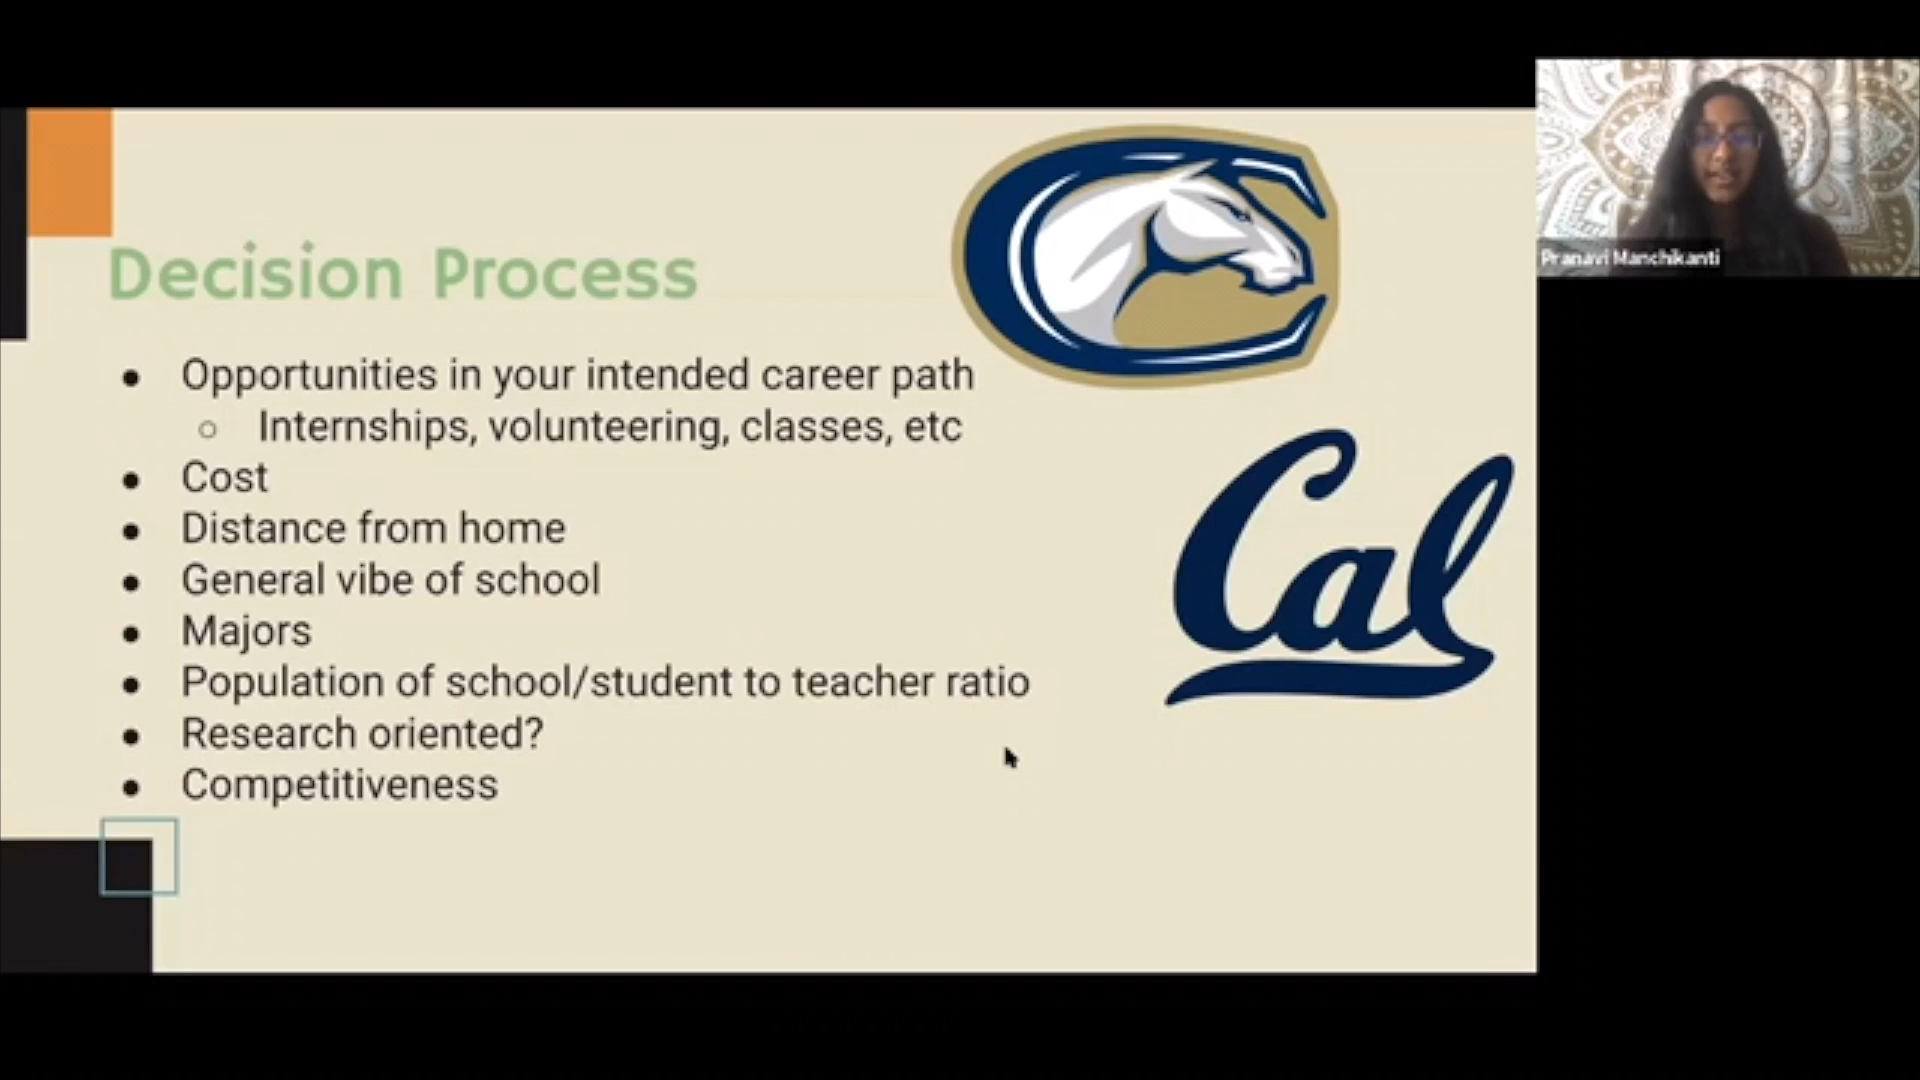 Decision Process
● Opportunities in your intended career path
○ Internships, volunteering, classes, etc
● Cost
● Distance from home
● General vibe of school
● Majors
● Population of school/student to teacher ratio
● Research oriented?
● Competitiveness
Cal
Pranavi Manchikanti